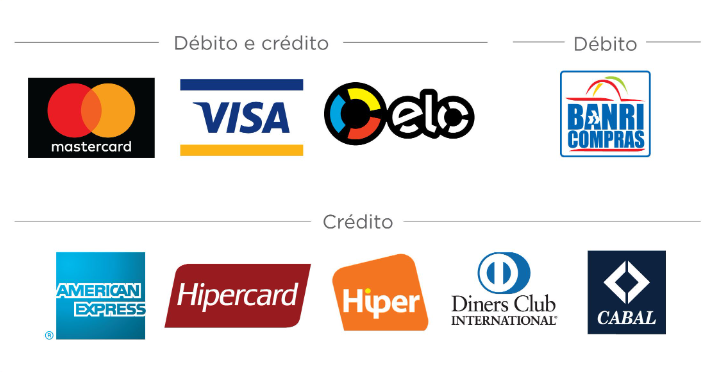 Débito e crédito
Débito
mastercard
VISA
elo
BANRI
COMPRAS
Crédito
AMERICAN
EXPRESS
®
Hipercard
Hiper
Diners Club
INTERNATIONAL®
CABAL